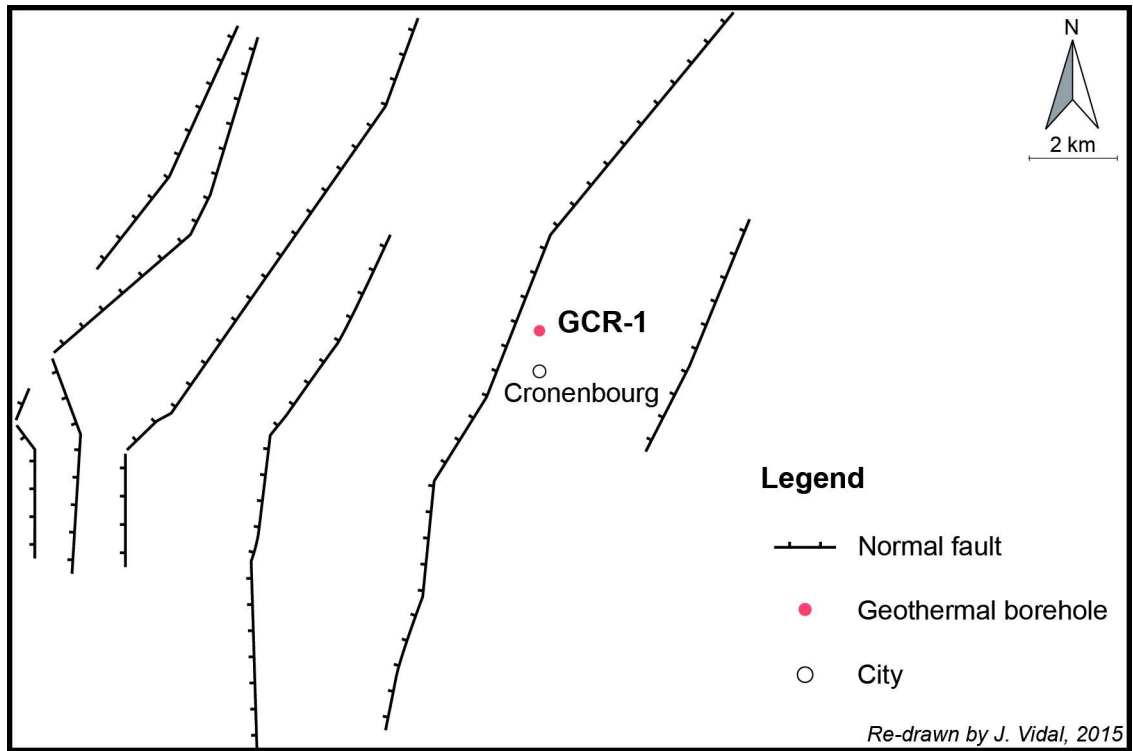 N
2 km
GCR-1
Cronenbourg
Legend
Normal fault
Geothermal borehole
City
Re-drawn by J. Vidal, 2015